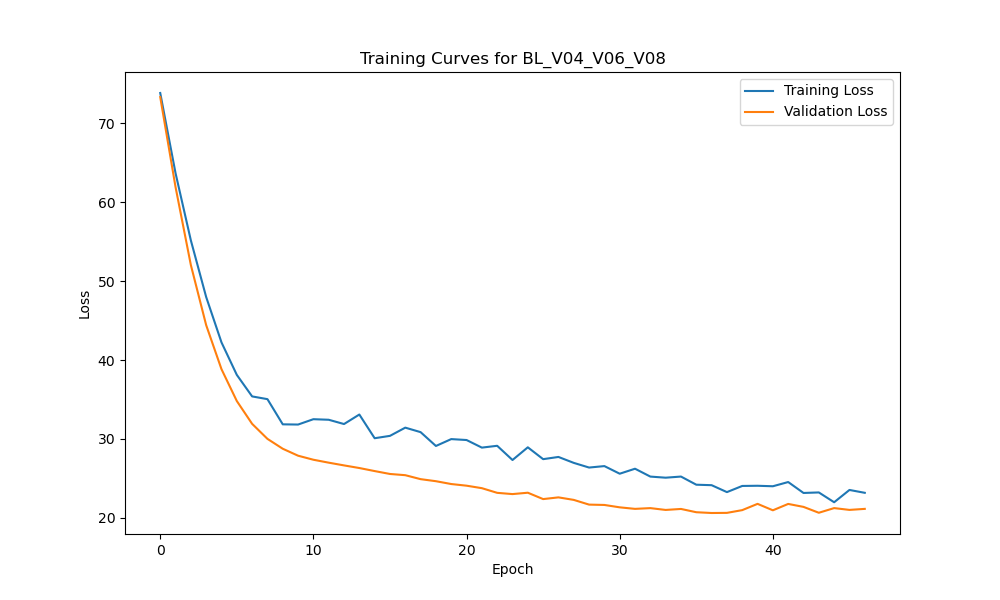 Training Curves for BL_V04_V06_V08
Training Loss
Validation Loss
70
60
50
40
30
20
Loss
0 10 20 30 40
Epoch